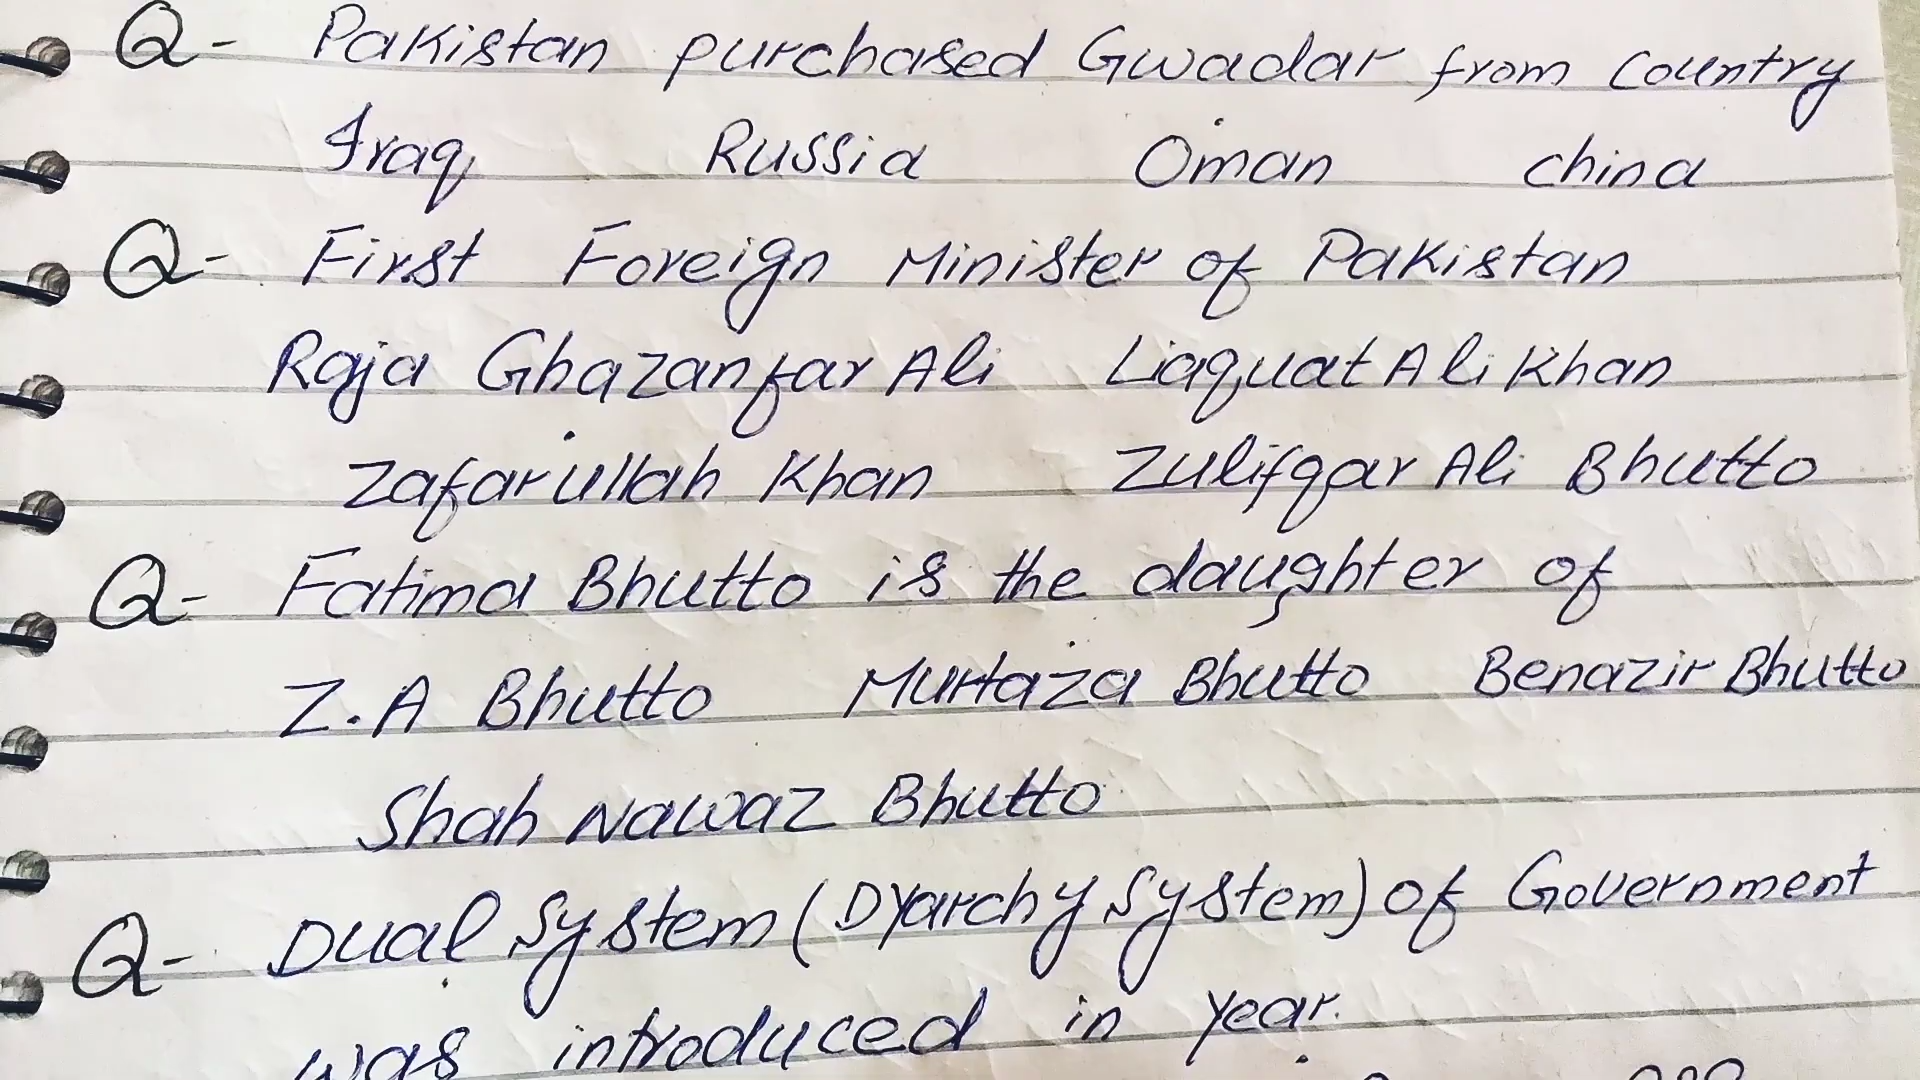 Q- Pakistan purchased Gwadar from country
Iraq Russia Oman china
Q- First Foreign Minister of Pakistan
Raja Ghazanfar Ali Liaquat Ali Khan
Zafarullah Khan Zulifqar Ali Bhutto
Q- Fatima Bhutto is the daughter of
Z.A Bhutto Murtaza Bhutto Benazir Bhutto
Shah Nawaz Bhutto
Q- Dual System (Dyarchy System) of Government
was introduced in year.